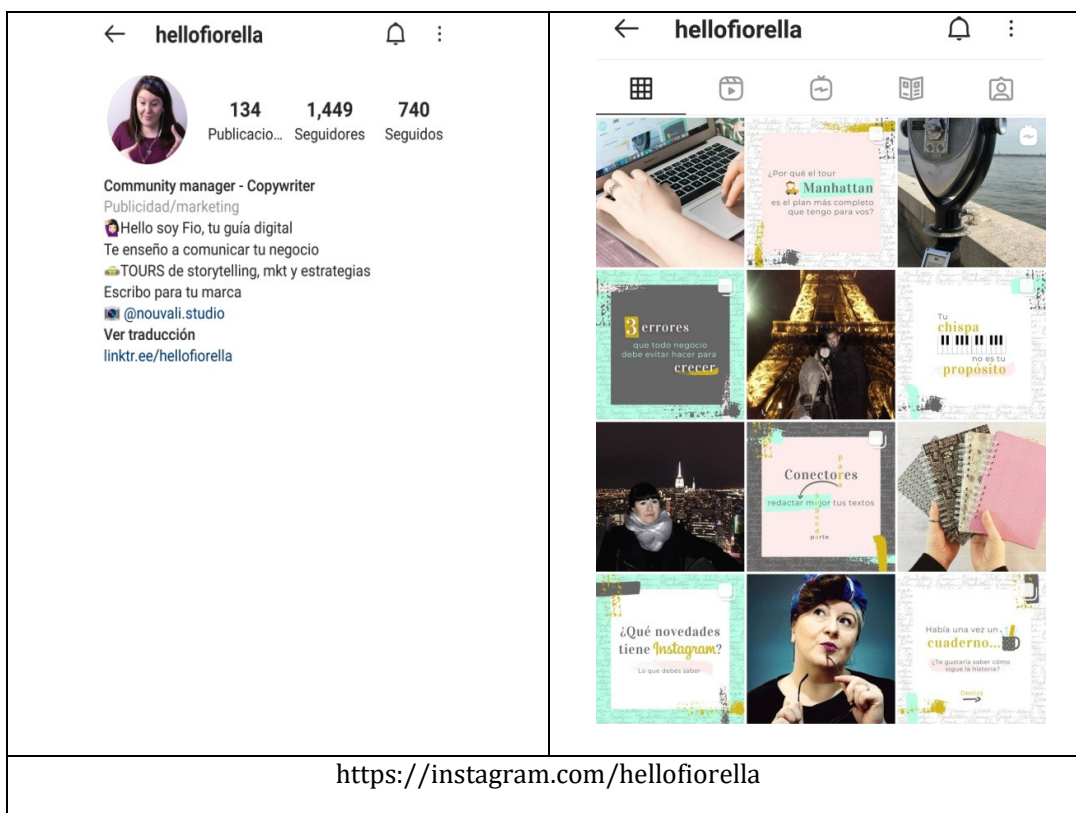 hellofiorella
134 1,449 740
Publicacio... Seguidores Seguidos
Community manager - Copywriter
Publicidad/marketing
Hello soy Fio, tu guía digital
Te enseño a comunicar tu negocio
TOURS de storytelling, mkt y estrategias
Escribo para tu marca
@nouvali.studio
Ver traducción
linktr.ee/hellofiorella
hellofiorella
¿Por qué el tour
Manhattan
es el plan más completo
que tengo para vos?
3 errores
que todo negocio
debe evitar hacer para
crecer
Tu
chispa
no es tu
propósito
Conectores
para
redactar mejor tus textos
segunda
parte
¿Qué novedades
tiene Instagram?
Lo que debés saber
Había una vez un
cuaderno...
¿Te gustaría saber cómo
sigue la historia?
Deslizá
https://instagram.com/hellofiorella